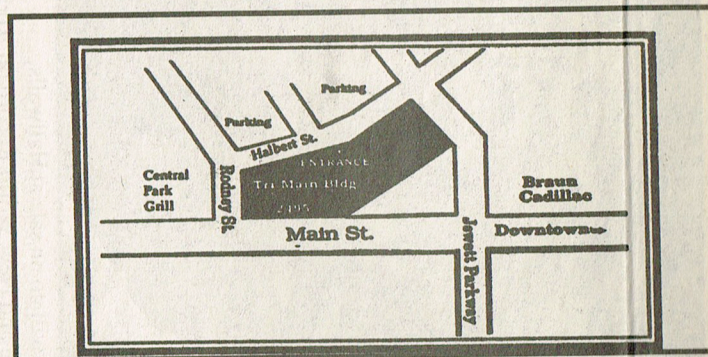 Parking
Parking
Halbert St.
ENTRANCE
Tri Main Bldg
2495
Central
Park
Grill
Rodney St.
Braun
Cadillac
Main St.
Jewett Parkway
Downtown